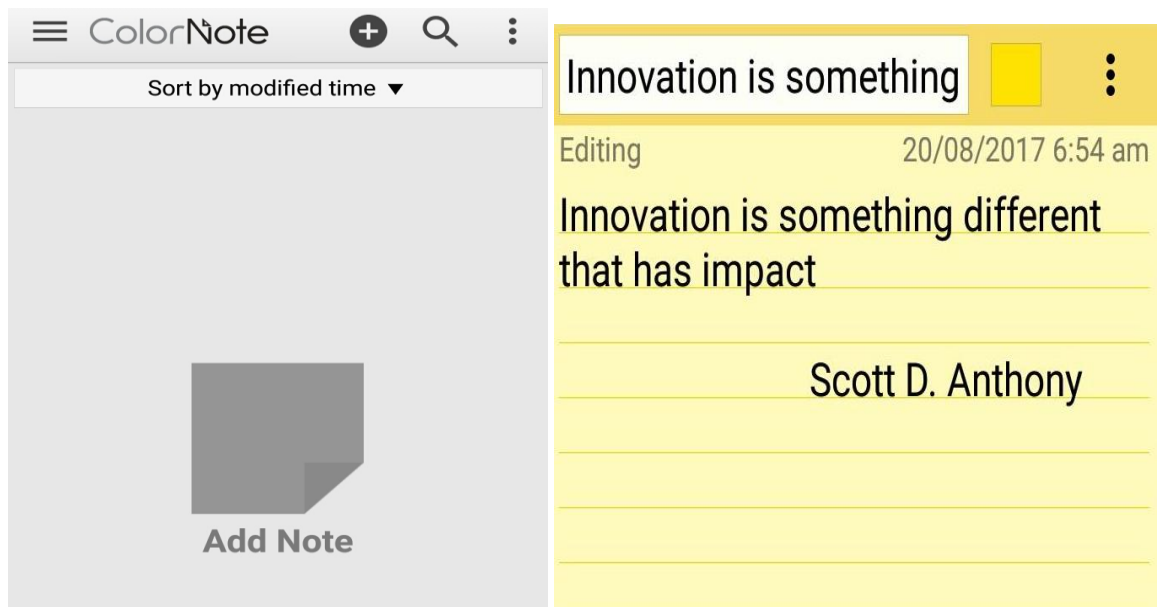 ColorNote
Sort by modified time
Add Note
Innovation is something
Editing 20/08/2017 6:54 am
Innovation is something different
that has impact
Scott D. Anthony